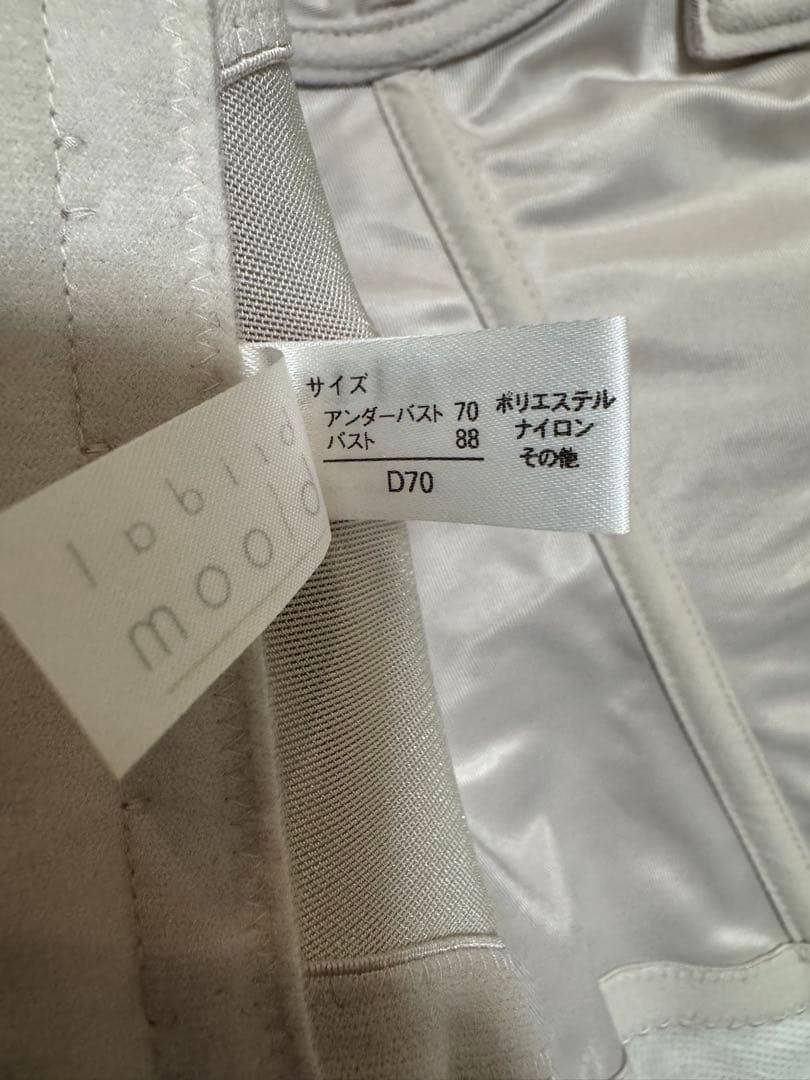 サイズ
アンダーバスト 70
バスト 88
D70
ポリエステル
ナイロン
その他